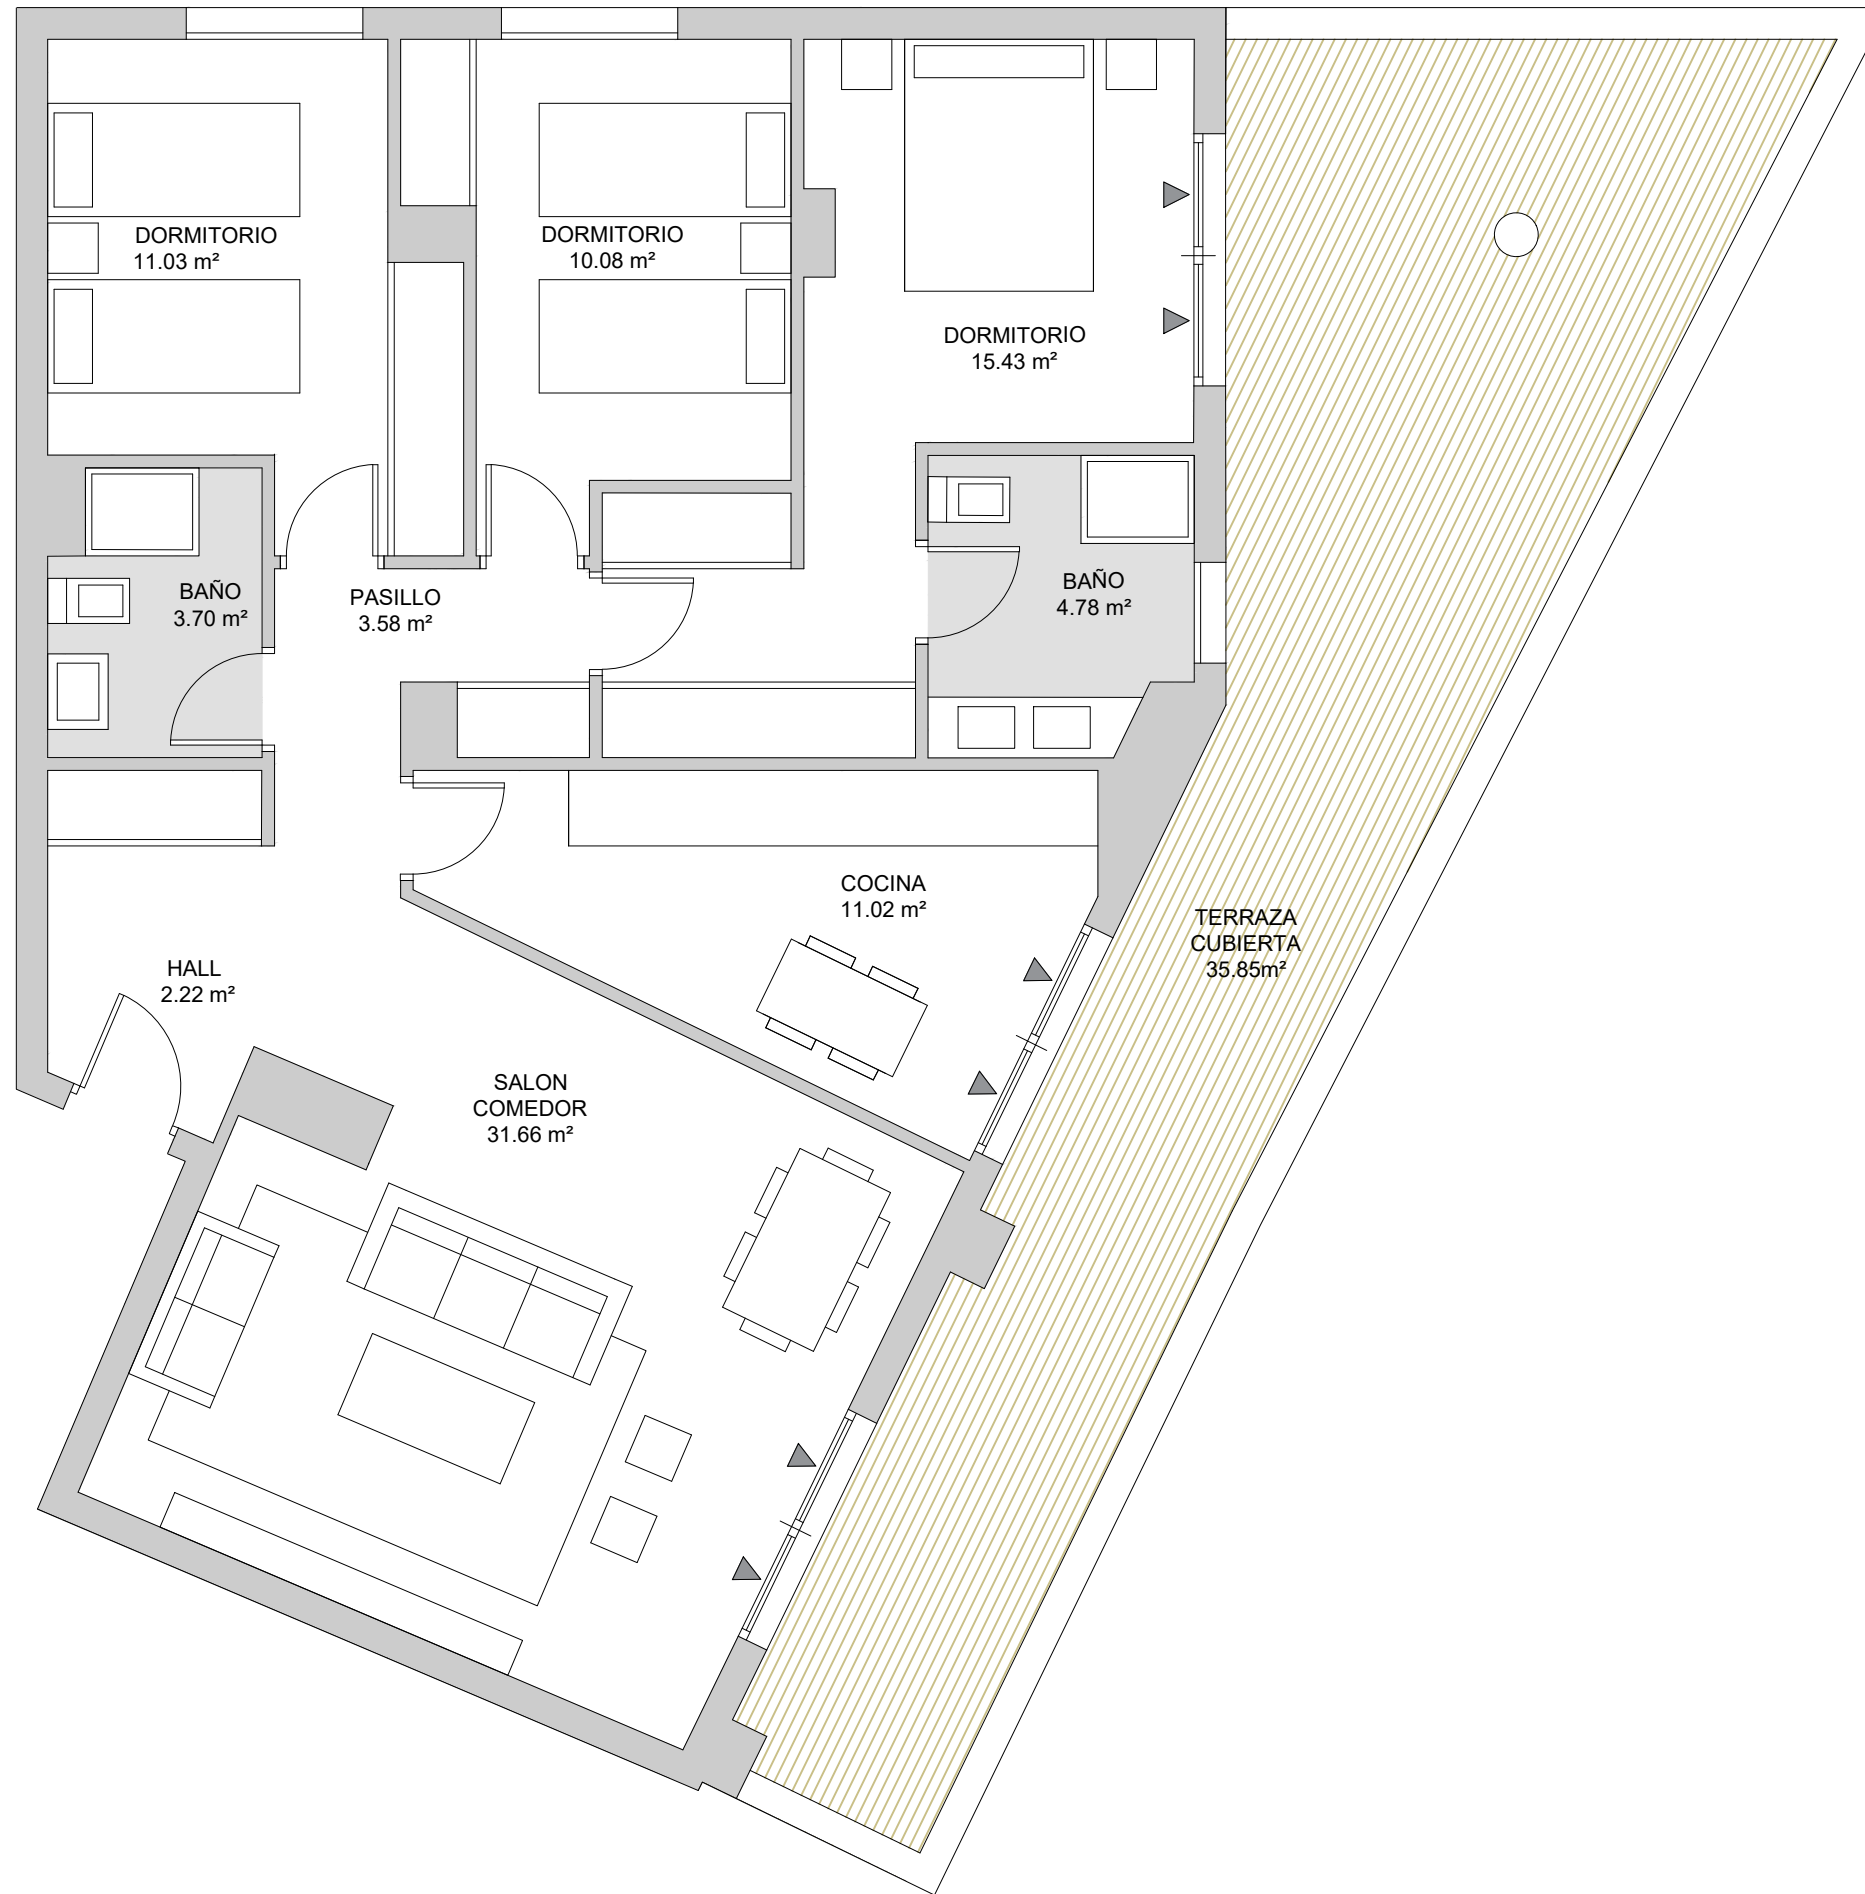 DORMITORIO
11.03 m²
DORMITORIO
10.08 m²
DORMITORIO
15.43 m²
BAÑO
3.70 m²
PASILLO
3.58 m²
BAÑO
4.78 m²
COCINA
11.02 m²
TERRAZA
CUBIERTA
35.85m²
HALL
2.22 m²
SALON
COMEDOR
31.66 m²